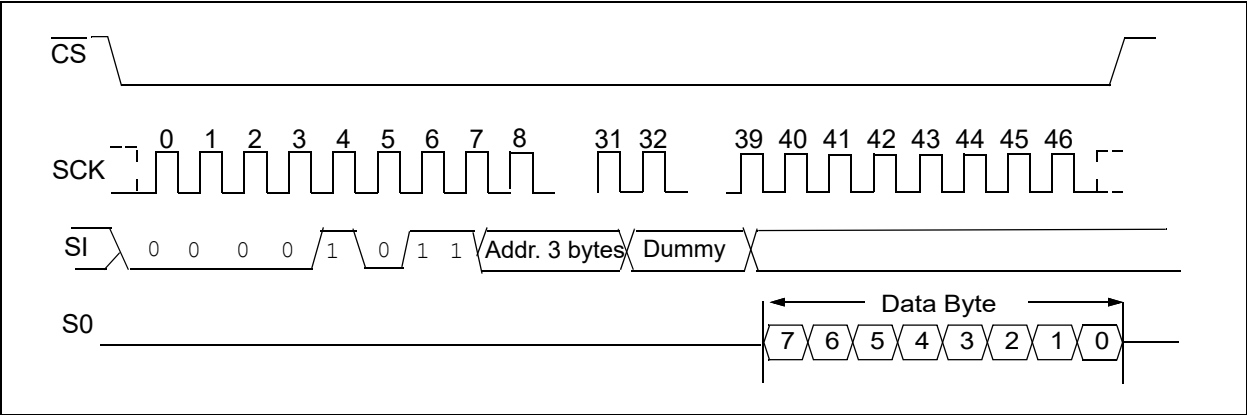 CS
0 1 2 3 4 5 6 7 8 31 32 39 40 41 42 43 44 45 46
SCK
SI 0 0 0 0 1 0 1 1 Addr. 3 bytes Dummy
Data Byte
S0
7 6 5 4 3 2 1 0